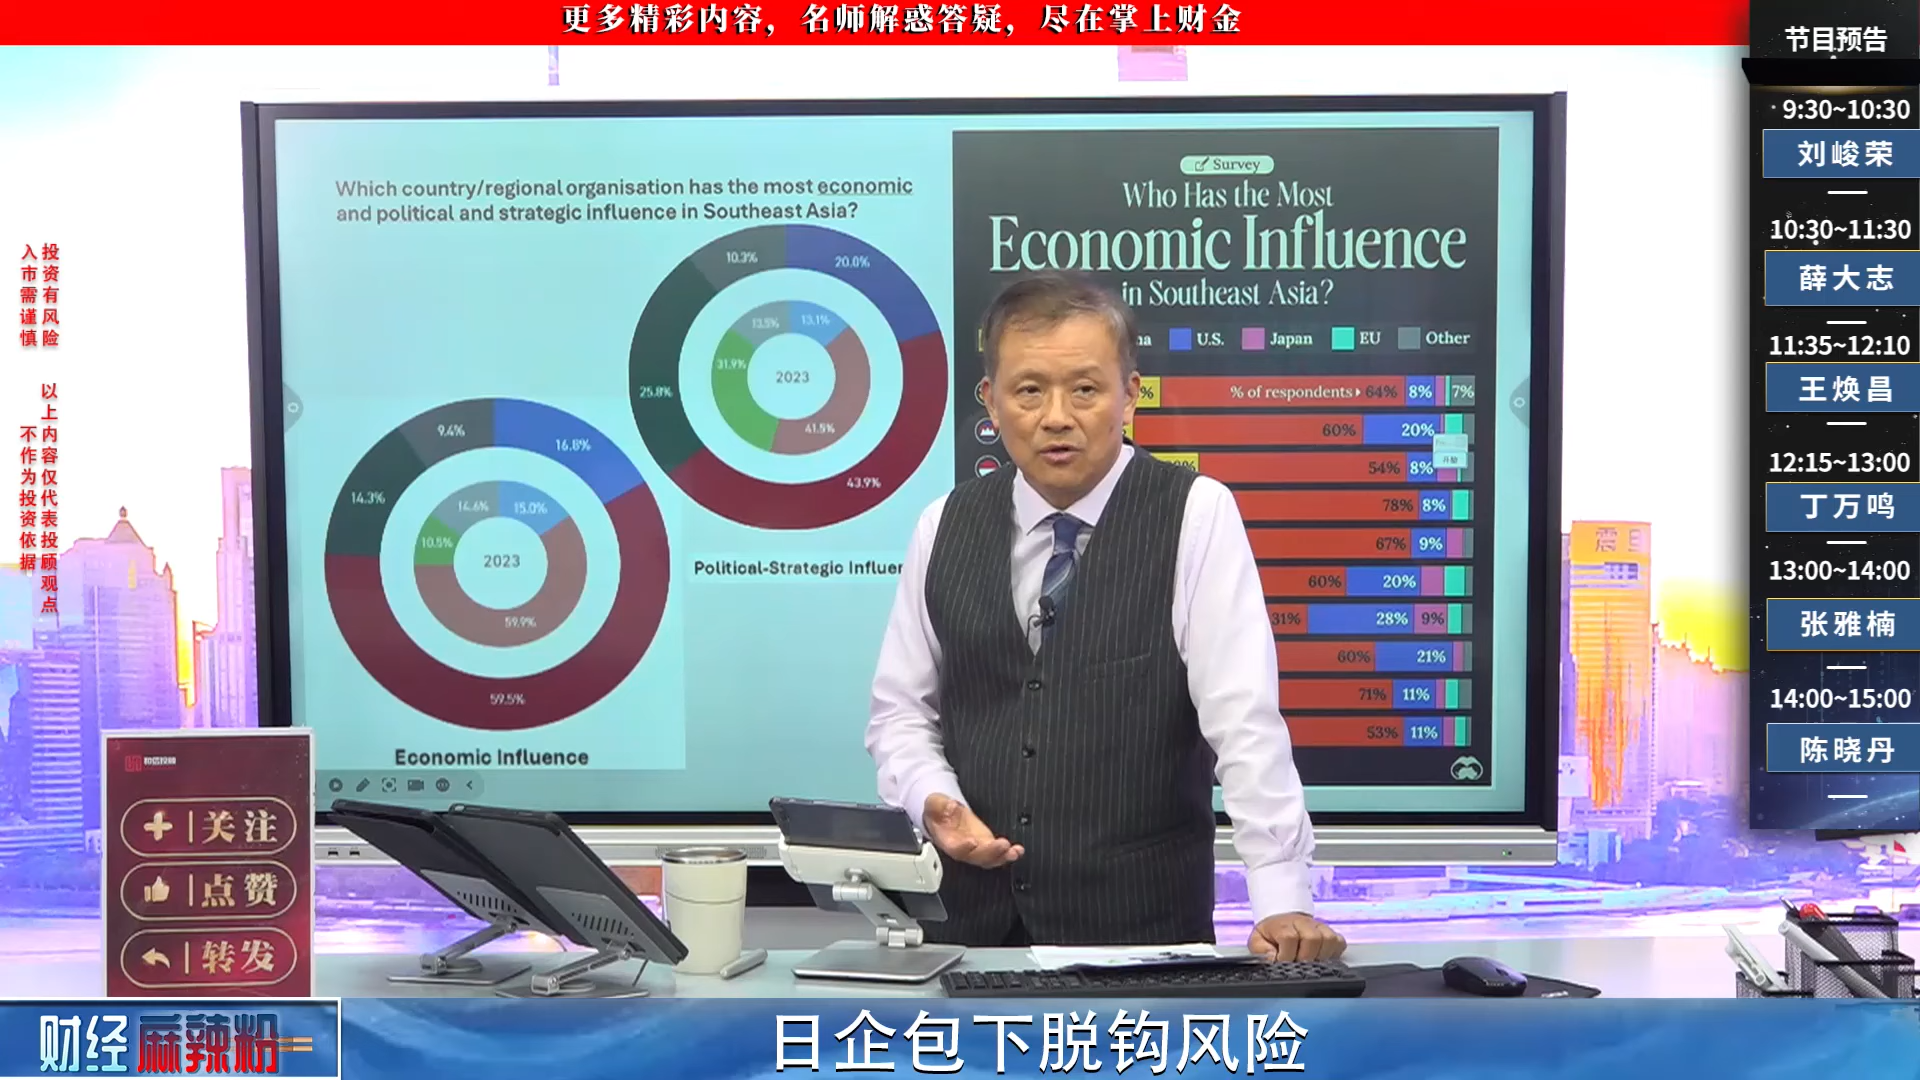 更多精彩内容，名师解惑答疑，尽在掌上财金
节目预告
9:30~10:30
刘峻荣
10:30~11:30
薛大志
11:35~12:10
王焕昌
12:15~13:00
丁万鸣
13:00~14:00
张雅楠
14:00~15:00
陈晓丹
投资有风险
入市需谨慎
以上内容仅代表投顾观点
不作为投资依据
Which country/regional organisation has the most economic
and political and strategic influence in Southeast Asia?
10.3%
20.0%
13.5%
13.1%
31.9%
2023
25.8%
41.5%
43.9%
Political-Strategic Influen
9.4%
16.8%
14.3%
14.6%
15.0%
10.5%
2023
59.9%
59.5%
Economic Influence
Survey
Who Has the Most
Economic Influence
in Southeast Asia?
na U.S. Japan EU Other
% % of respondents 64% 8% 7%
60% 20%
54% 8%
78% 8%
67% 9%
60% 20%
31% 28% 9%
60% 21%
71% 11%
53% 11%
开始
震旦
关注
点赞
转发
财经麻辣粉
日企包下脱钩风险